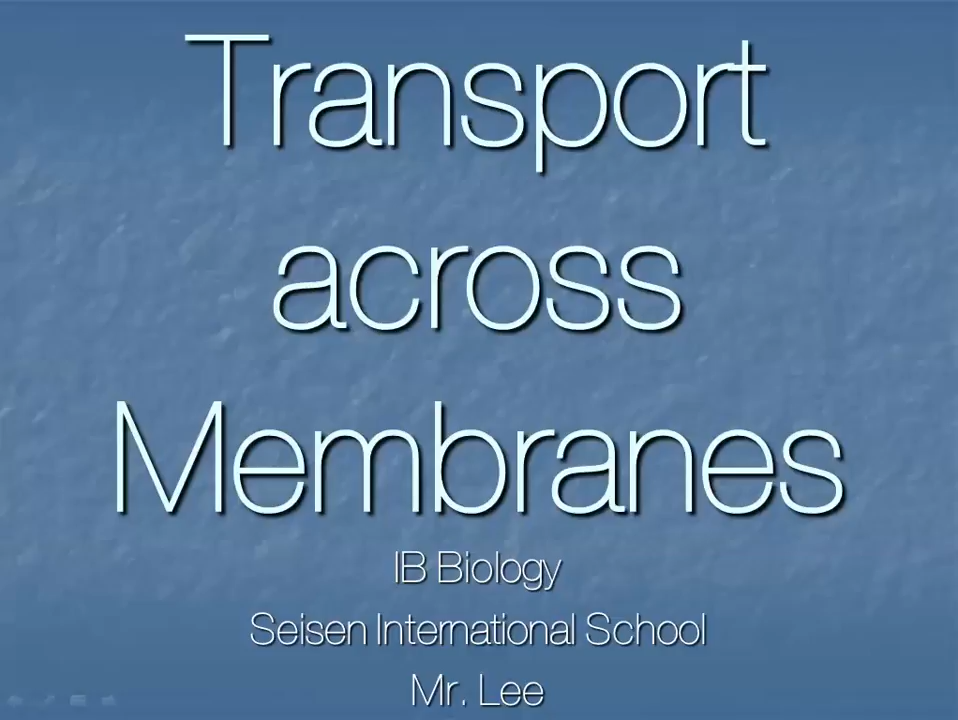 Transport
across
Membranes
IB Biology
Seisen International School
Mr. Lee